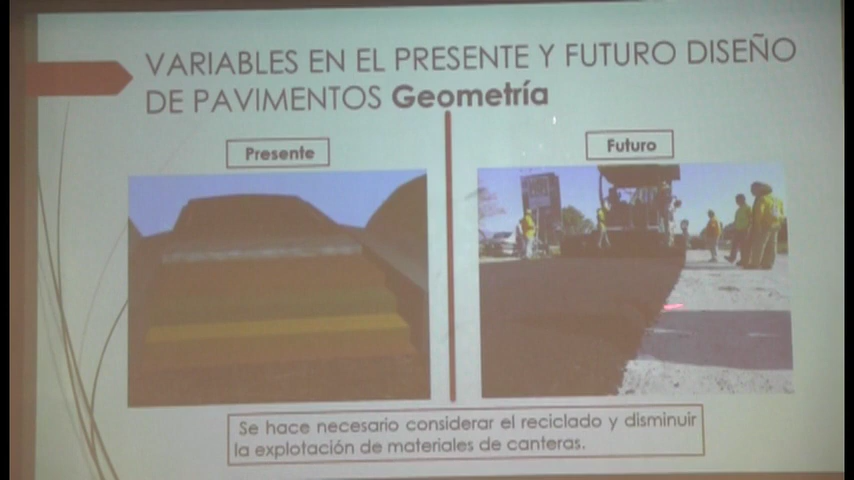 VARIABLES EN EL PRESENTE Y FUTURO DISEÑO
DE PAVIMENTOS Geometría
Presente
Futuro
Se hace necesario considerar el reciclado y disminuir
la explotación de materiales de canteras.